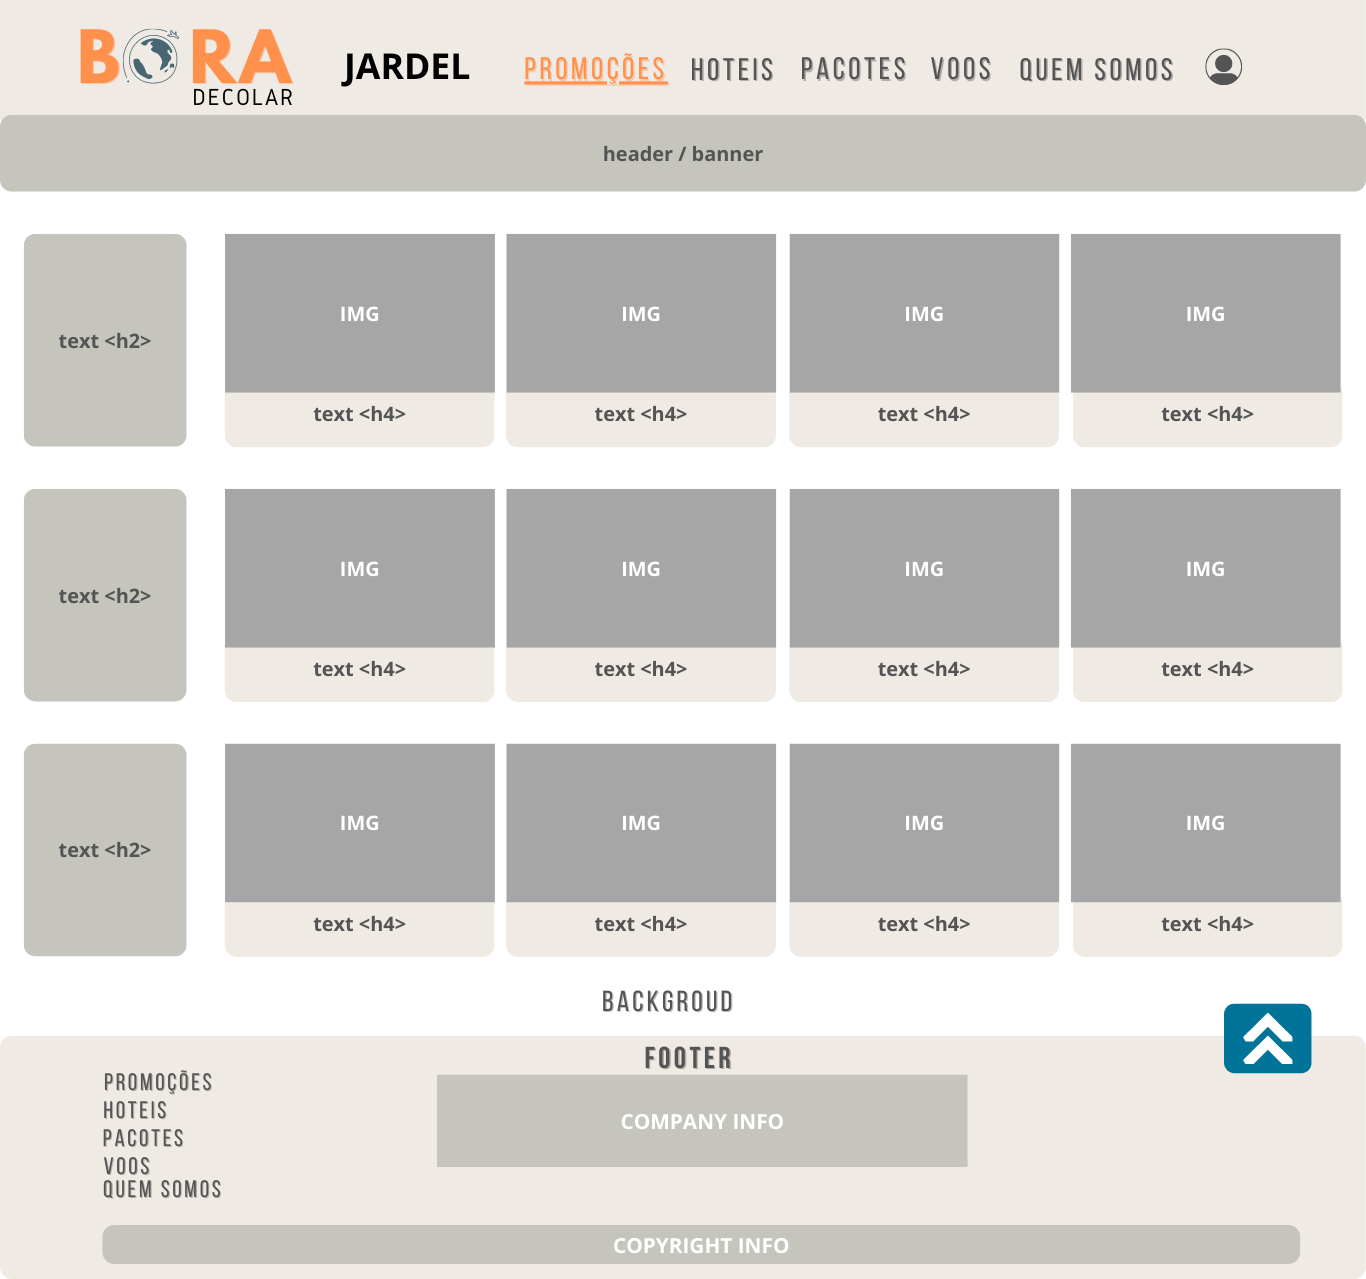 BORA
DECOLAR
JARDEL
PROMOÇÕES HOTEIS PACOTES VOOS QUEM SOMOS
header / banner
text <h2>
IMG IMG IMG IMG
text <h4> text <h4> text <h4> text <h4>
text <h2>
IMG IMG IMG IMG
text <h4> text <h4> text <h4> text <h4>
text <h2>
IMG IMG IMG IMG
text <h4> text <h4> text <h4> text <h4>
BACKGROUD
FOOTER
PROMOÇÕES
HOTEIS
PACOTES
VOOS
QUEM SOMOS
COMPANY INFO
COPYRIGHT INFO